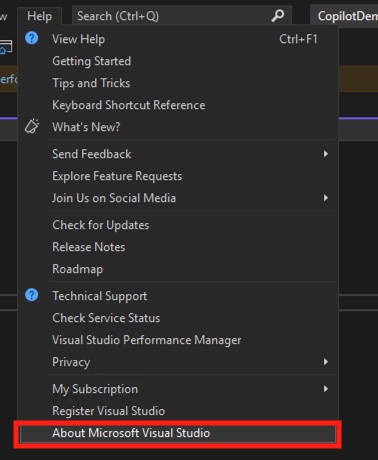 Help
Search (Ctrl+Q)
CopilotDem
View Help Ctrl+F1
Getting Started
Tips and Tricks
Keyboard Shortcut Reference
What's New?
Send Feedback
Explore Feature Requests
Join Us on Social Media
Check for Updates
Release Notes
Roadmap
Technical Support
Check Service Status
Visual Studio Performance Manager
Privacy
My Subscription
Register Visual Studio
About Microsoft Visual Studio